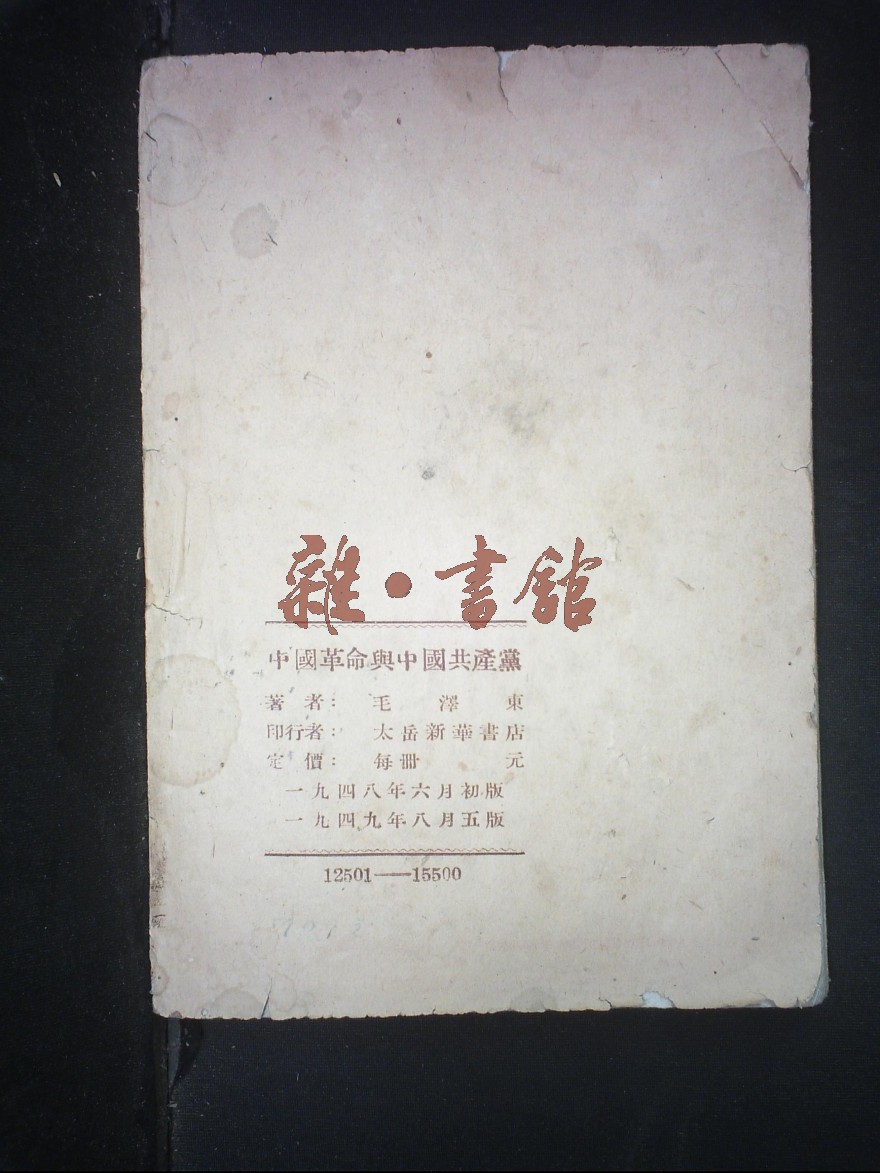 雜·書館
中國革命與中國共產黨
著者：毛澤東
印行者：太岳新華書店
定價：每冊　元
一九四八年六月初版
一九四九年八月五版
12501——15500